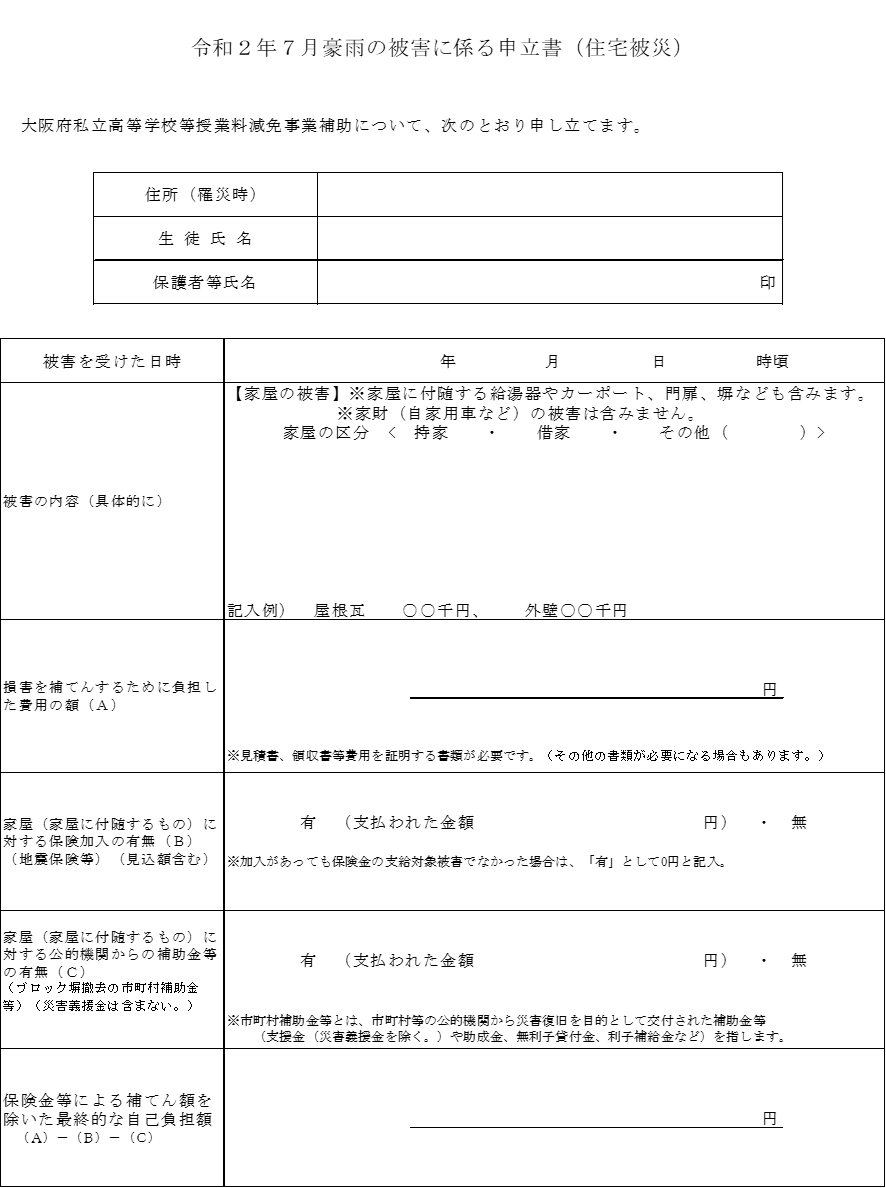 令和２年７月豪雨の被害に係る申立書（住宅被災）
大阪府私立高等学校等授業料減免事業補助について、次のとおり申し立てます。
住所（罹災時）
生 徒 氏 名
保護者等氏名　印
被害を受けた日時　年　月　日　時頃
【家屋の被害】※家屋に付随する給湯器やカーポート、門扉、塀なども含みます。
※家財（自家用車など）の被害は含みません。
家屋の区分　＜　持家　・　借家　・　その他（　　　　）＞
被害の内容（具体的に）
記入例）　屋根瓦　○○千円、　外壁○○千円
損害を補てんするために負担し
た費用の額（Ａ）
円
※見積書、領収書等費用を証明する書類が必要です。（その他の書類が必要になる場合もあります。）
家屋（家屋に付随するもの）に
対する保険加入の有無（Ｂ）
（地震保険等）（見込額含む）
有　（支払われた金額　　　　円）　・　無
※加入があっても保険金の支給対象被害でなかった場合は、「有」として0円と記入。
家屋（家屋に付随するもの）に
対する公的機関からの補助金等
の有無（Ｃ）
（ブロック塀撤去の市町村補助金
等）（災害義援金は含まない。）
有　（支払われた金額　　　　円）　・　無
※市町村補助金等とは、市町村等の公的機関から災害復旧を目的として交付された補助金等
（支援金（災害義援金を除く。）や助成金、無利子貸付金、利子補給金など）を指します。
保険金等による補てん額を
除いた最終的な自己負担額
（A）－（B）－（C）
円